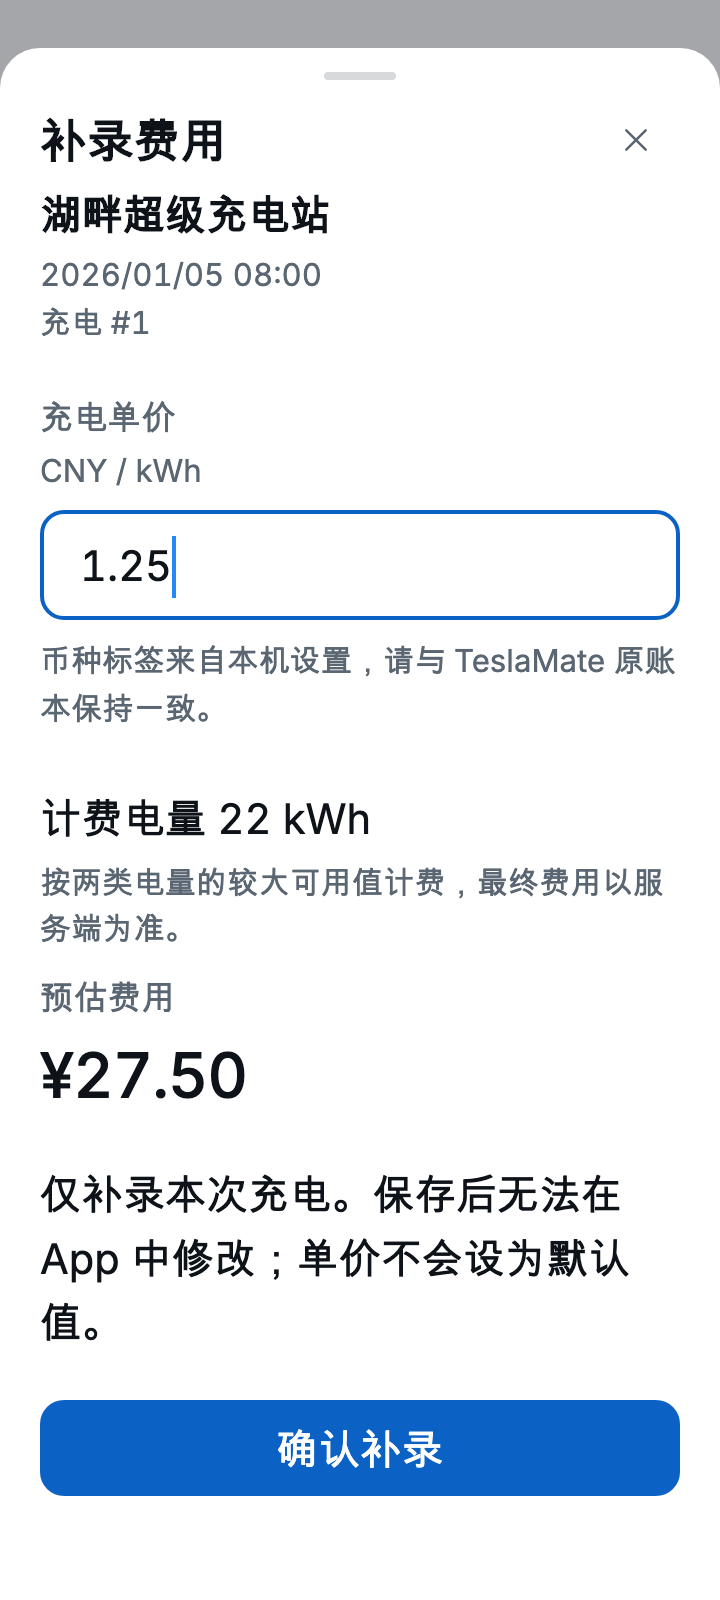 补录费用
湖畔超级充电站
2026/01/05 08:00
充电 #1
充电单价
CNY / kWh
1.25
币种标签来自本机设置，请与 TeslaMate 原账
本保持一致。
计费电量 22 kWh
按两类电量的较大可用值计费，最终费用以服
务端为准。
预估费用
¥27.50
仅补录本次充电。保存后无法在
App 中修改；单价不会设为默认
值。
确认补录